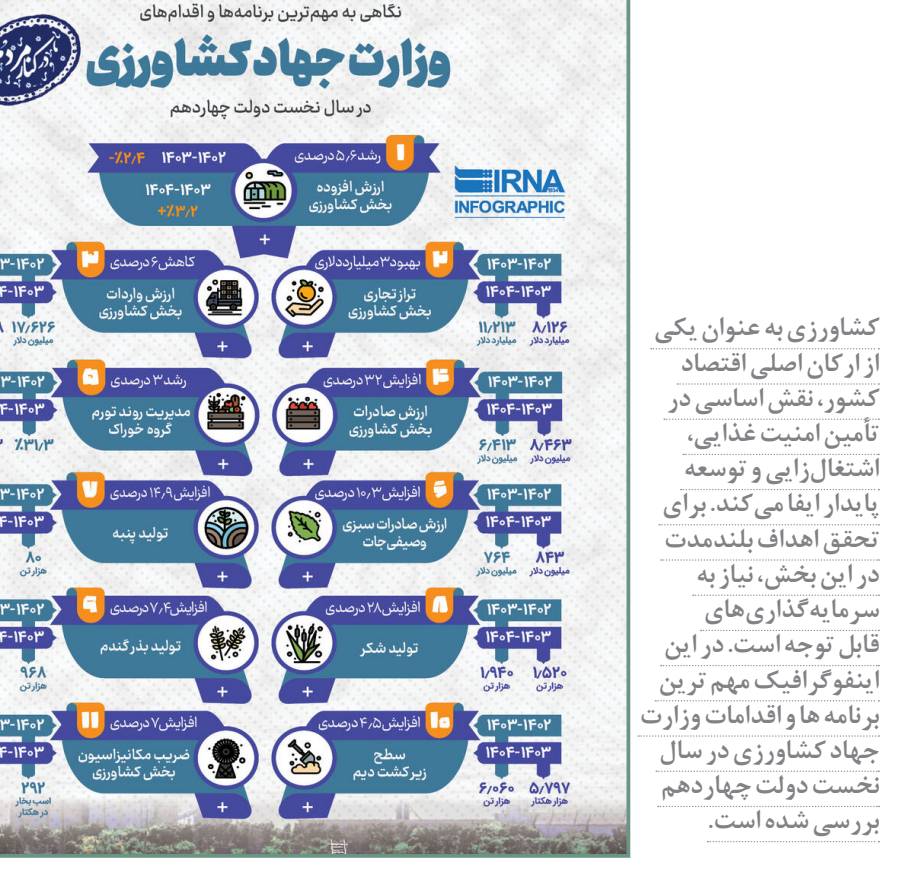 نگاهی به مهم‌ترین برنامه‌ها و اقدام‌های
وزارت جهاد کشاورزی
در سال نخست دولت چهاردهم
IRNA
INFOGRAPHIC
۱ رشد ۵٫۶ درصدی
ارزش افزوده
بخش کشاورزی
۱۴۰۳-۱۴۰۲ -٪۲٫۴
۱۴۰۴-۱۴۰۳
+٪۳٫۲
+
۲ بهبود ۳ میلیارد دلاری
تراز تجاری
بخش کشاورزی
+
۱۴۰۳-۱۴۰۲
۱۴۰۴-۱۴۰۳
۸٫۱۲۶ ۱۱٫۲۱۳
میلیارد دلار میلیارد دلار
۳ کاهش ۶ درصدی
ارزش واردات
بخش کشاورزی
+
۱۷٫۶۲۶
میلیون دلار
۴ افزایش ۳۲ درصدی
ارزش صادرات
بخش کشاورزی
+
۱۴۰۳-۱۴۰۲
۱۴۰۴-۱۴۰۳
۸٫۴۶۳ ۶٫۴۱۳
میلیون دلار میلیون دلار
۵ رشد ۳ درصدی
مدیریت روند تورم
گروه خوراک
+
٪۳۱٫۳
۶ افزایش ۱۰٫۳ درصدی
ارزش صادرات سبزی
وصیفی‌جات
+
۱۴۰۳-۱۴۰۲
۱۴۰۴-۱۴۰۳
۸۴۳ ۷۶۴
میلیون دلار میلیون دلار
۷ افزایش ۱۴٫۹ درصدی
تولید پنبه
+
۸۰
هزار تن
۸ افزایش ۲۸ درصدی
تولید شکر
+
۱۴۰۳-۱۴۰۲
۱۴۰۴-۱۴۰۳
۱٫۵۲۰ ۱٫۹۴۰
هزار تن هزار تن
۹ افزایش ۷٫۴ درصدی
تولید بذر گندم
+
۹۶۸
هزار تن
۱۰ افزایش ۴٫۵ درصدی
سطح
زیر کشت دیم
+
۱۴۰۳-۱۴۰۲
۱۴۰۴-۱۴۰۳
۵٫۷۹۷ ۶٫۰۶۰
هزار هکتار هزار تن
۱۱ افزایش ۷ درصدی
ضریب مکانیزاسیون
بخش کشاورزی
+
۲۹۲
اسب بخار
در هکتار
کشاورزی به عنوان یکی
از ارکان اصلی اقتصاد
کشور، نقش اساسی در
تأمین امنیت غذایی،
اشتغال‌زایی و توسعه
پایدار ایفا می کند. برای
تحقق اهداف بلندمدت
در این بخش، نیاز به
سرمایه‌گذاری‌های
قابل توجه است. در این
اینفوگرافیک مهم ترین
برنامه ها و اقدامات وزارت
جهاد کشاورزی در سال
نخست دولت چهاردهم
بررسی شده است.